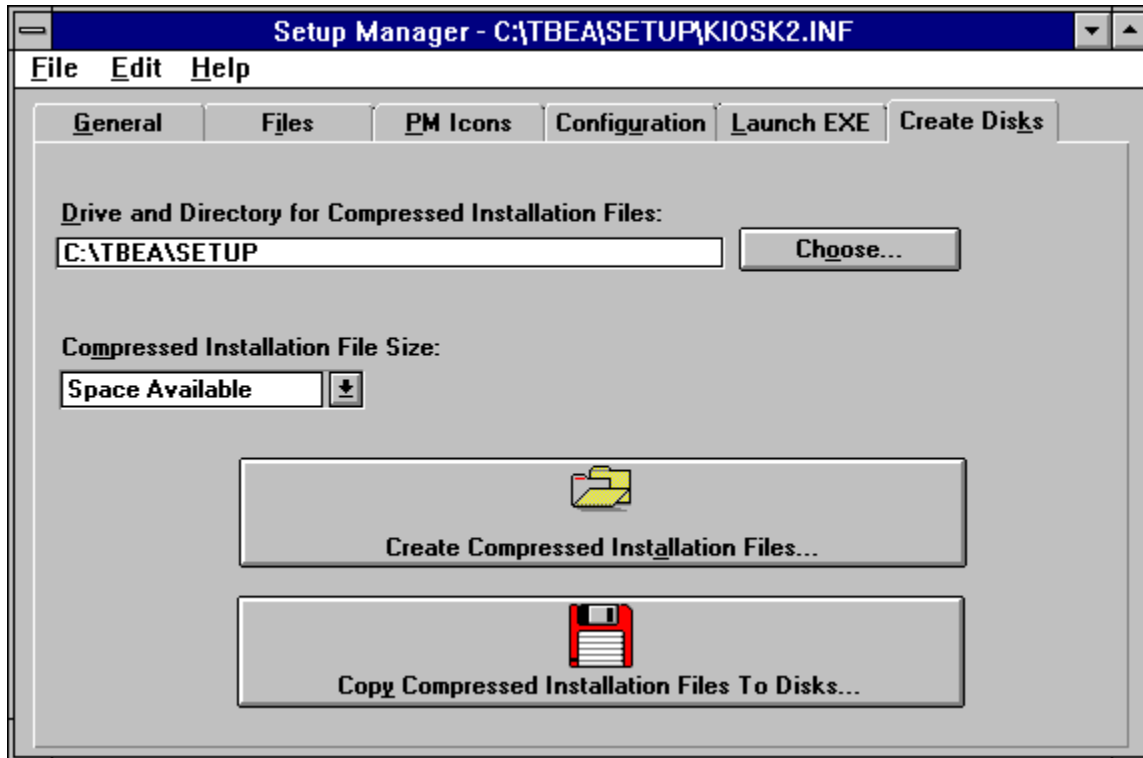 Setup Manager - C:\TBEA\SETUP\KIOSK2.INF
File Edit Help
General Files PM Icons Configuration Launch EXE Create Disks
Drive and Directory for Compressed Installation Files:
C:\TBEA\SETUP Choose...
Compressed Installation File Size:
Space Available
Create Compressed Installation Files...
Copy Compressed Installation Files To Disks...